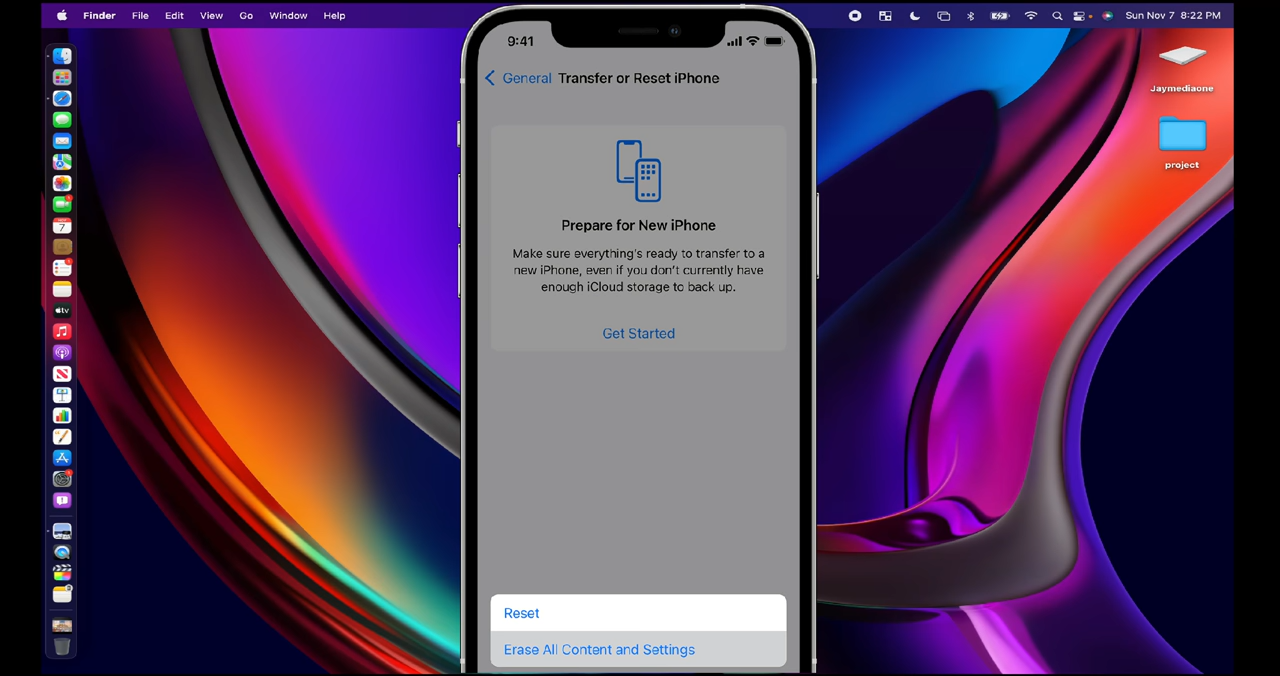 Finder File Edit View Go Window Help
Sun Nov 7 8:22 PM
9:41
General Transfer or Reset iPhone
Jaymediaone
project
Prepare for New iPhone
Make sure everything's ready to transfer to a
new iPhone, even if you don't currently have
enough iCloud storage to back up.
Get Started
Reset
Erase All Content and Settings
tv
7